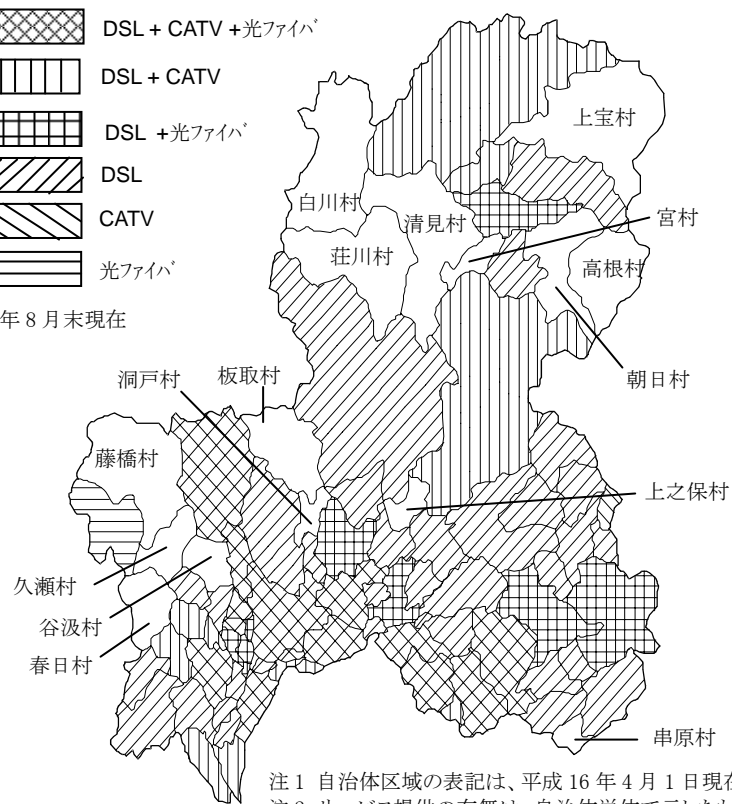 DSL + CATV +光ファイバ
DSL + CATV
DSL +光ファイバ
DSL
CATV
光ファイバ
年 8 月末現在
上宝村
白川村
清見村
宮村
荘川村
高根村
朝日村
洞戸村
板取村
藤橋村
上之保村
久瀬村
谷汲村
春日村
串原村
注 1 自治体区域の表記は、平成 16 年 4 月 1 日現在